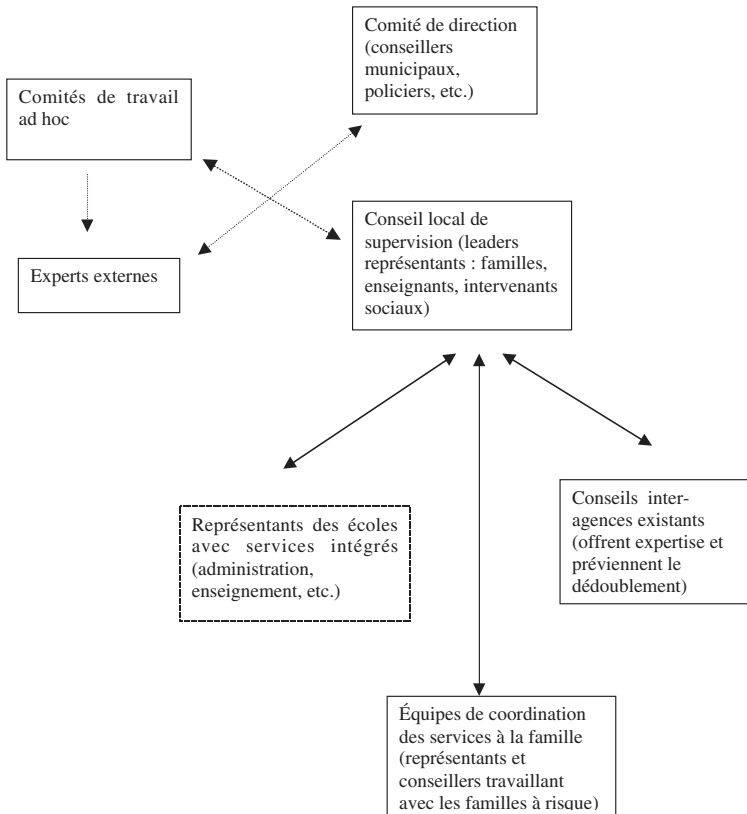 Comité de direction
(conseillers
municipaux,
policiers, etc.)
Comités de travail
ad hoc
Conseil local de
supervision (leaders
représentants : familles,
enseignants, intervenants
sociaux)
Experts externes
Représentants des écoles
avec services intégrés
(administration,
enseignement, etc.)
Conseils inter-
agences existants
(offrent expertise et
préviennent le
dédoublement)
Équipes de coordination
des services à la famille
(représentants et
conseillers travaillant
avec les familles à risque)